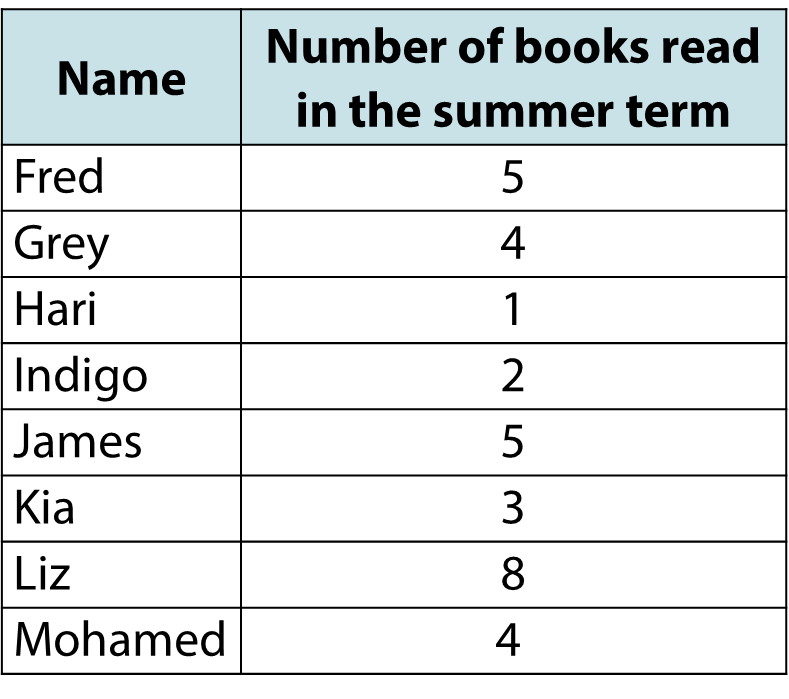 Name
Number of books read
in the summer term
Fred 5
Grey 4
Hari 1
Indigo 2
James 5
Kia 3
Liz 8
Mohamed 4